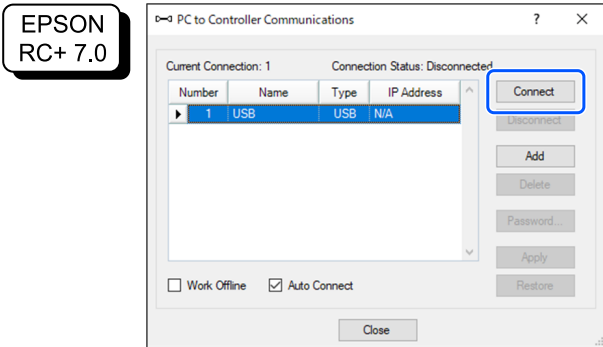 EPSON
RC+ 7.0
PC to Controller Communications
?
Current Connection: 1
Connection Status: Disconnected
Number Name Type IP Address
1 USB USB N/A
Connect
Disconnect
Add
Delete
Password...
Apply
Restore
Work Offline
Auto Connect
Close